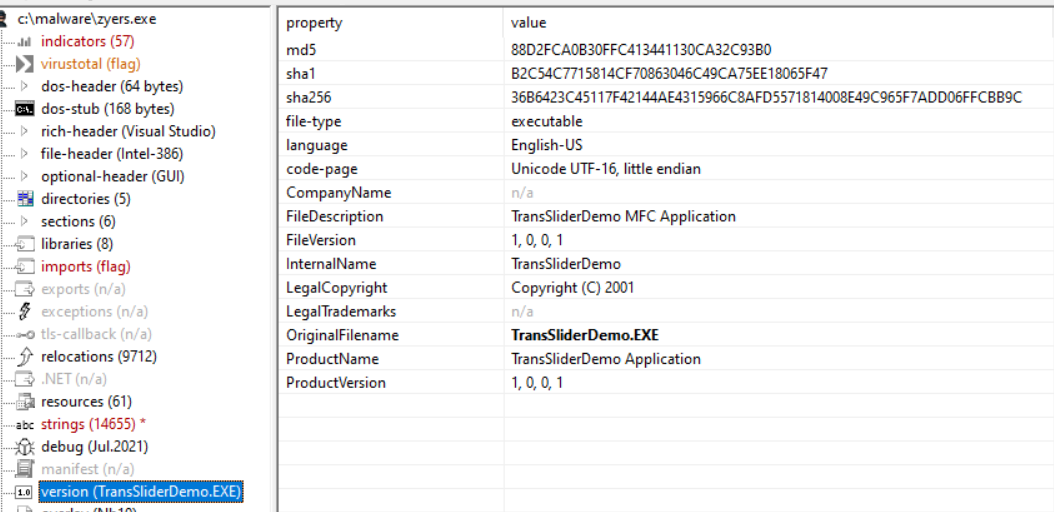 c:\malware\zyers.exe
indicators (57)
virustotal (flag)
dos-header (64 bytes)
dos-stub (168 bytes)
rich-header (Visual Studio)
file-header (Intel-386)
optional-header (GUI)
directories (5)
sections (6)
libraries (8)
imports (flag)
exports (n/a)
exceptions (n/a)
tls-callback (n/a)
relocations (9712)
.NET (n/a)
resources (61)
abc strings (14655) *
debug (Jul.2021)
manifest (n/a)
1.0 version (TransSliderDemo.EXE)
property value
md5 88D2FCA0B30FFC413441130CA32C93B0
sha1 B2C54C7715814CF70863046C49CA75EE18065F47
sha256 36B6423C45117F42144AE4315966C8AFD5571814008E49C965F7ADD06FFCBB9C
file-type executable
language English-US
code-page Unicode UTF-16, little endian
CompanyName n/a
FileDescription TransSliderDemo MFC Application
FileVersion 1, 0, 0, 1
InternalName TransSliderDemo
LegalCopyright Copyright (C) 2001
LegalTrademarks n/a
OriginalFilename TransSliderDemo.EXE
ProductName TransSliderDemo Application
ProductVersion 1, 0, 0, 1